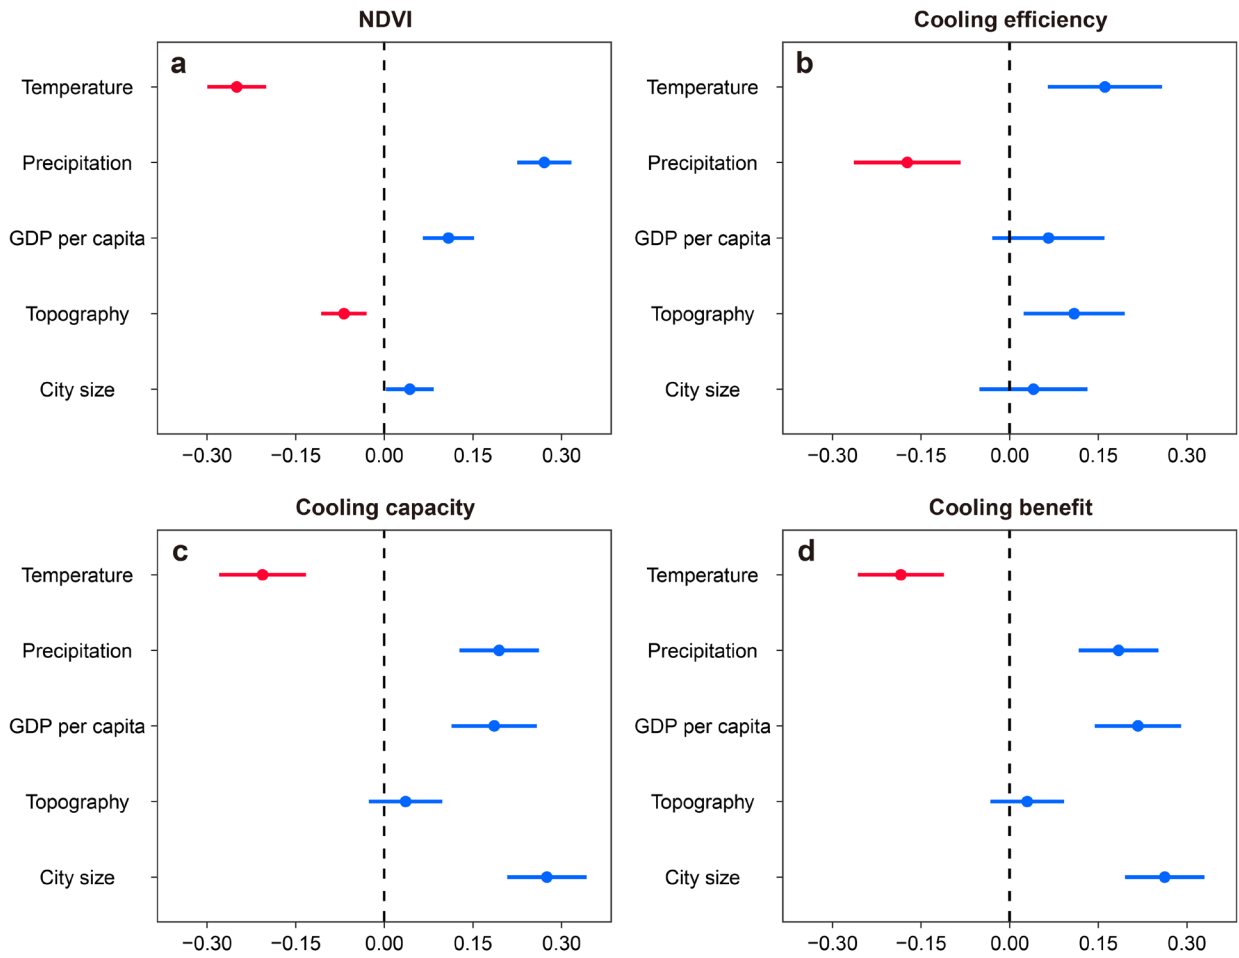 NDVI
a
Temperature
Precipitation
GDP per capita
Topography
City size
−0.30 −0.15 0.00 0.15 0.30
Cooling efficiency
b
Temperature
Precipitation
GDP per capita
Topography
City size
−0.30 −0.15 0.00 0.15 0.30
Cooling capacity
c
Temperature
Precipitation
GDP per capita
Topography
City size
−0.30 −0.15 0.00 0.15 0.30
Cooling benefit
d
Temperature
Precipitation
GDP per capita
Topography
City size
−0.30 −0.15 0.00 0.15 0.30